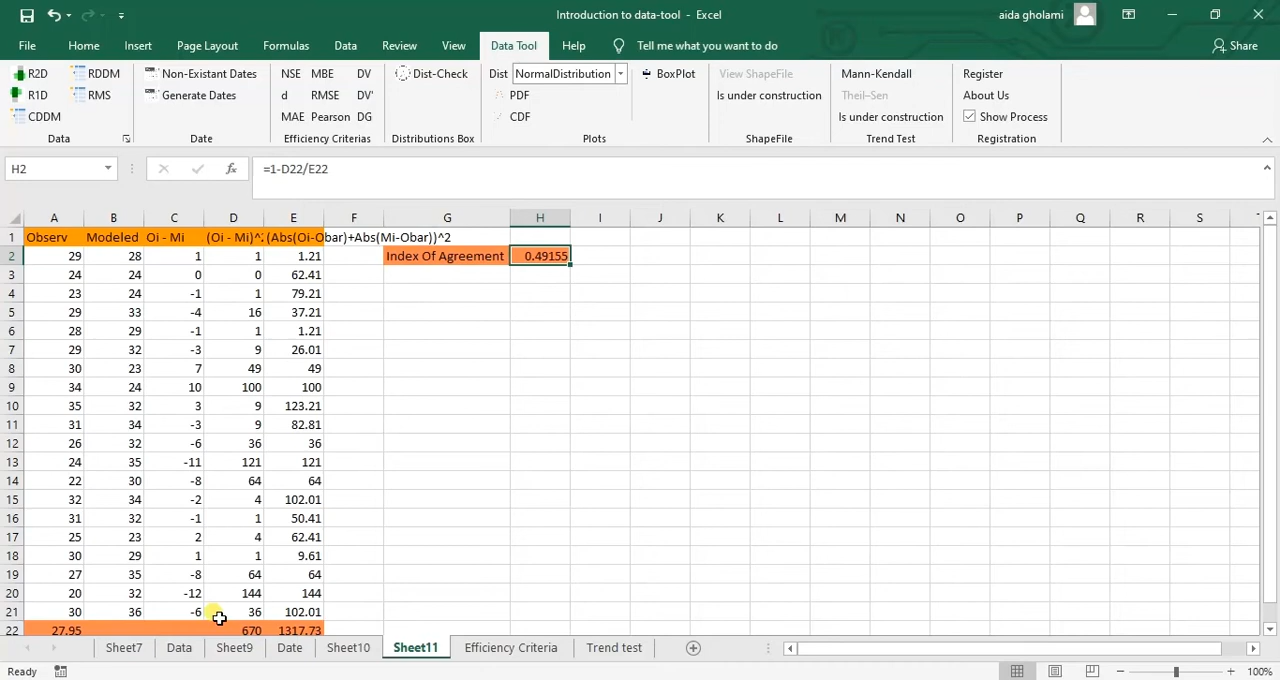 Introduction to data-tool - Excel
aida gholami
File Home Insert Page Layout Formulas Data Review View Data Tool Help Tell me what you want to do Share
R2D RDDM Non-Existant Dates NSE MBE DV Dist-Check Dist NormalDistribution BoxPlot View ShapeFile Mann-Kendall Register
R1D RMS Generate Dates d RMSE DV' PDF Is under construction Theil–Sen About Us
CDDM MAE Pearson DG CDF Is under construction Show Process
Data Date Efficiency Criterias Distributions Box Plots ShapeFile Trend Test Registration
H2 fx =1-D22/E22
A B C D E F G H I J K L M N O P Q R S
1 Observ Modeled Oi - Mi (Oi - Mi)^2 (Abs(Oi-Obar)+Abs(Mi-Obar))^2
2 29 28 1 1 1.21 Index Of Agreement 0.49155
3 24 24 0 0 62.41
4 23 24 -1 1 79.21
5 29 33 -4 16 37.21
6 28 29 -1 1 1.21
7 29 32 -3 9 26.01
8 30 23 7 49 49
9 34 24 10 100 100
10 35 32 3 9 123.21
11 31 34 -3 9 82.81
12 26 32 -6 36 36
13 24 35 -11 121 121
14 22 30 -8 64 64
15 32 34 -2 4 102.01
16 31 32 -1 1 50.41
17 25 23 2 4 62.41
18 30 29 1 1 9.61
19 27 35 -8 64 64
20 20 32 -12 144 144
21 30 36 -6 36 102.01
22 27.95 670 1317.73
Sheet7 Data Sheet9 Date Sheet10 Sheet11 Efficiency Criteria Trend test
Ready 100%